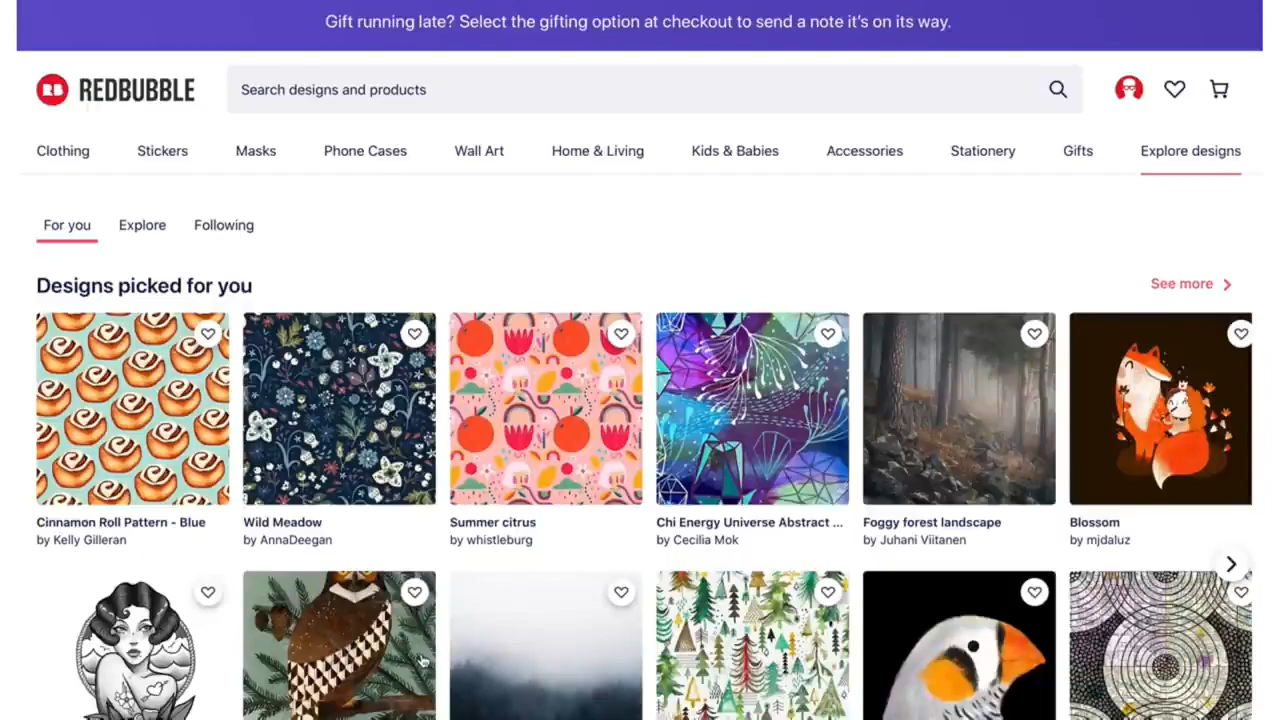 Gift running late? Select the gifting option at checkout to send a note it's on its way.
RB REDBUBBLE
Search designs and products
Clothing Stickers Masks Phone Cases Wall Art Home & Living Kids & Babies Accessories Stationery Gifts Explore designs
For you Explore Following
Designs picked for you See more
Cinnamon Roll Pattern - Blue Wild Meadow Summer citrus Chi Energy Universe Abstract ... Foggy forest landscape Blossom
by Kelly Gilleran by AnnaDeegan by whistleburg by Cecilia Mok by Juhani Viitanen by mjdaluz